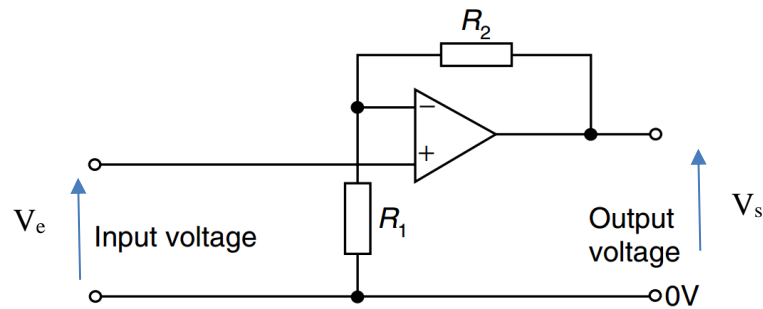 R2
−
+
Ve
Input voltage
R1
Output
voltage
Vs
0V